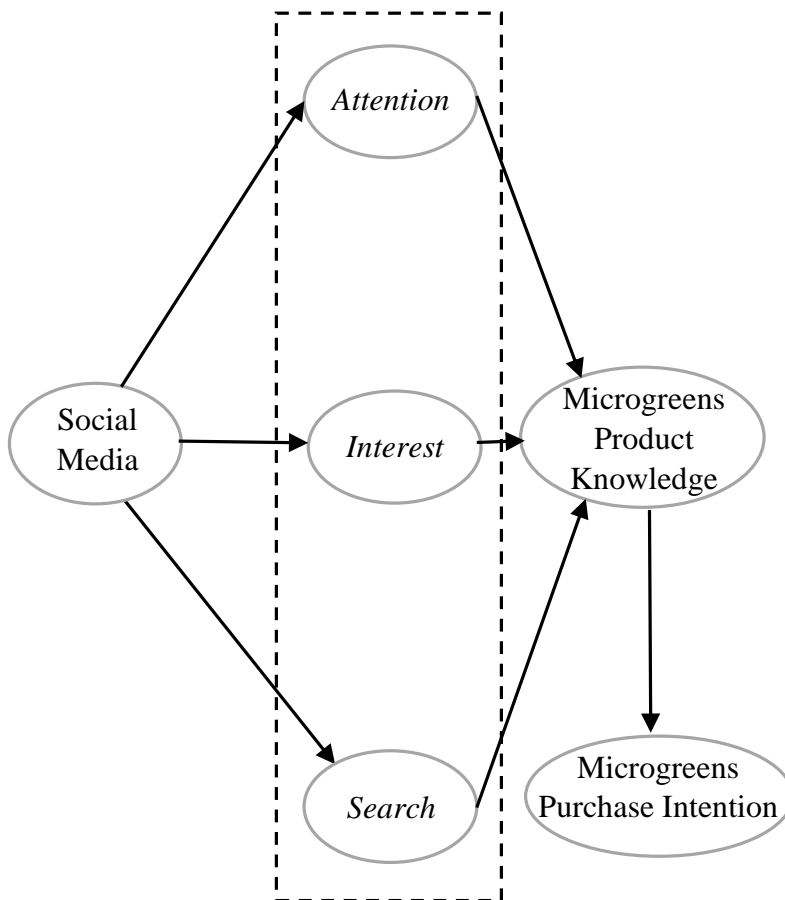 Attention
Social
Media
Interest
Microgreens
Product
Knowledge
Search
Microgreens
Purchase Intention